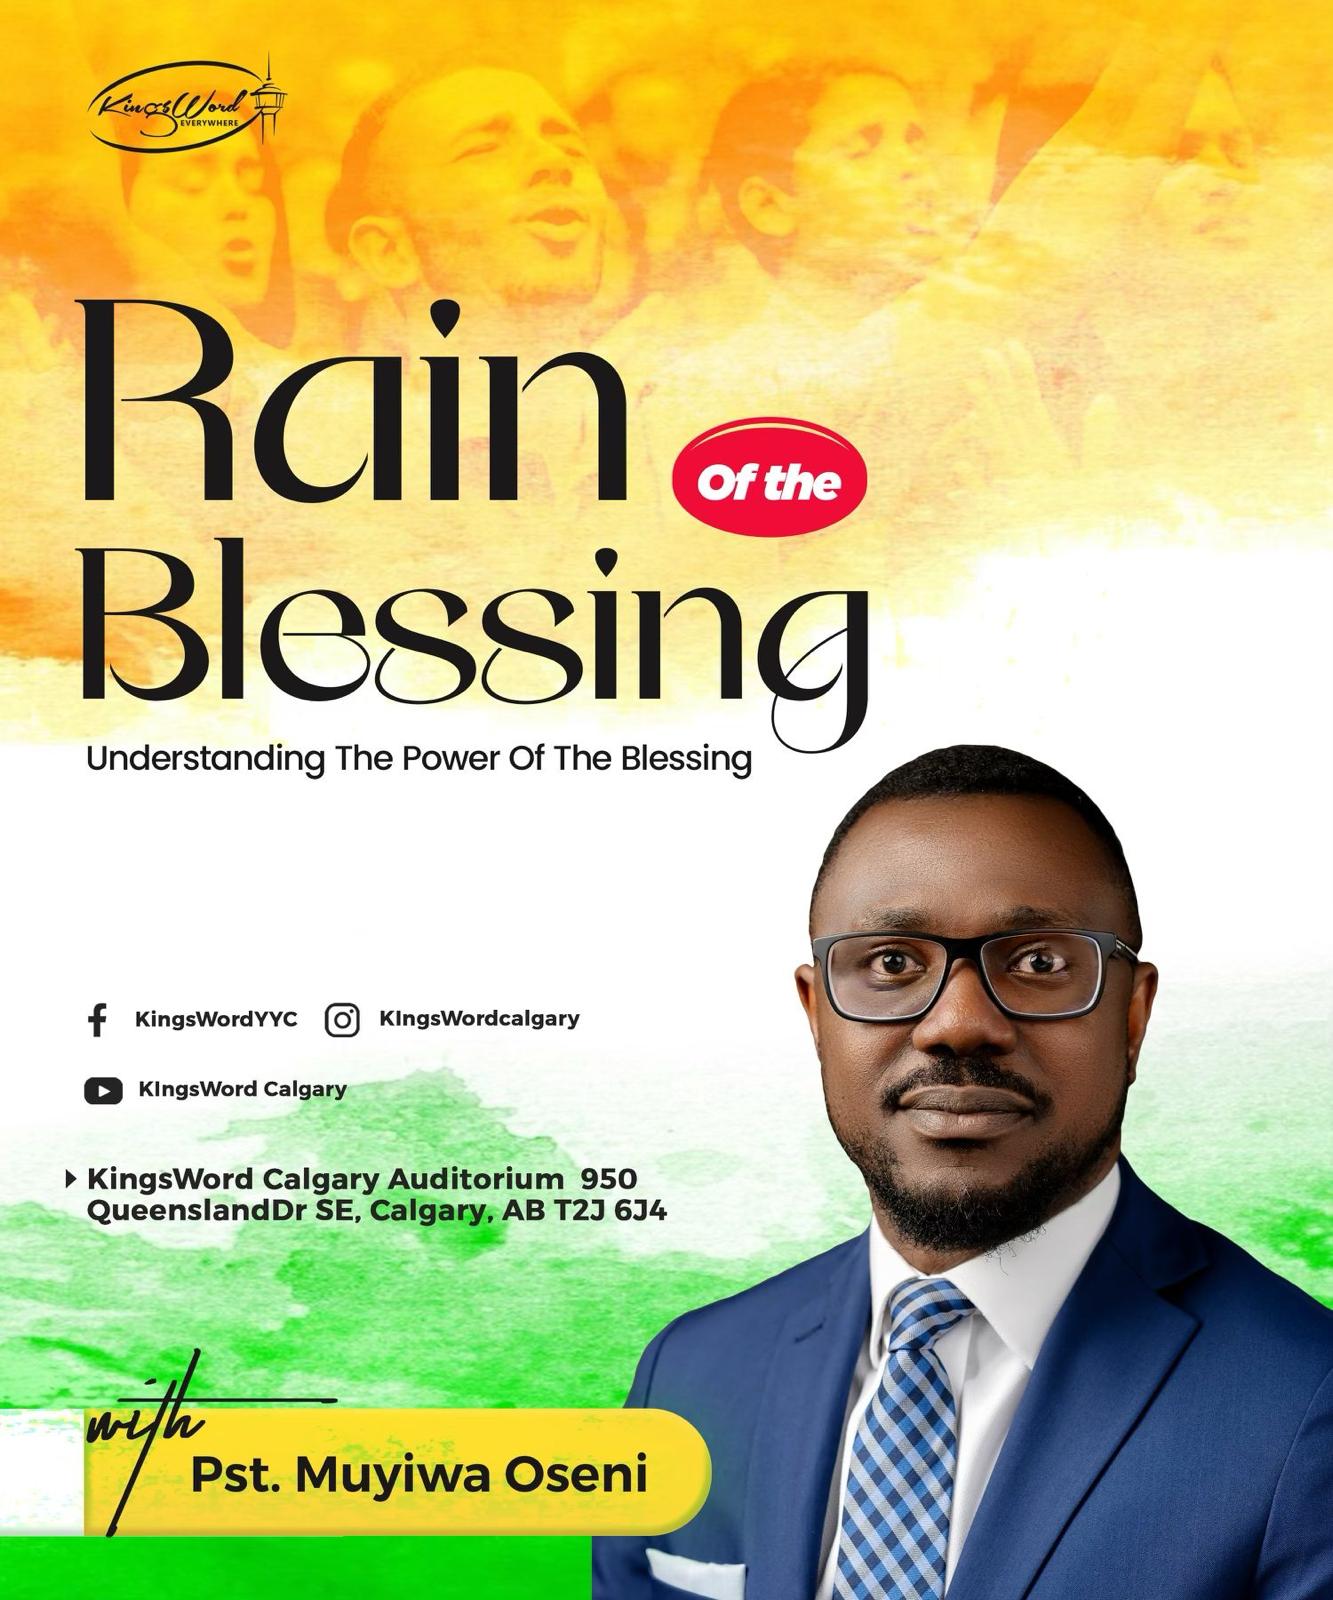 KingsWord
EVERYWHERE
Rain
Of the
Blessing
Understanding The Power Of The Blessing
KingsWordYYC
KIngsWordcalgary
KIngsWord Calgary
KingsWord Calgary Auditorium 950
QueenslandDr SE, Calgary, AB T2J 6J4
with
Pst. Muyiwa Oseni